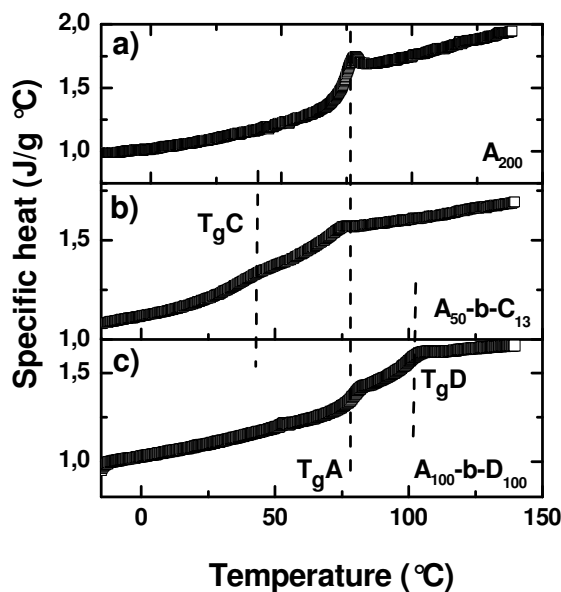 a)
2,0
1,5
1,0
A200
b)
TgC
1,5
A50-b-C13
1,0
c)
1,5
TgD
1,0
TgA
A100-b-D100
0
50
100
150
Specific heat (J/g °C)
Temperature (°C)